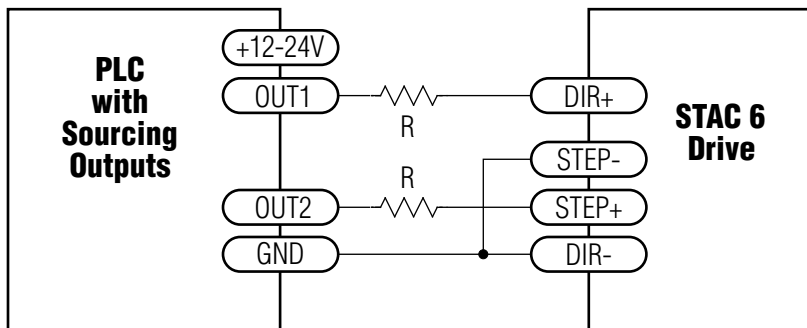 PLC
with
Sourcing
Outputs
+12-24V
OUT1
OUT2
GND
R
R
DIR+
STEP-
STEP+
DIR-
STAC 6
Drive